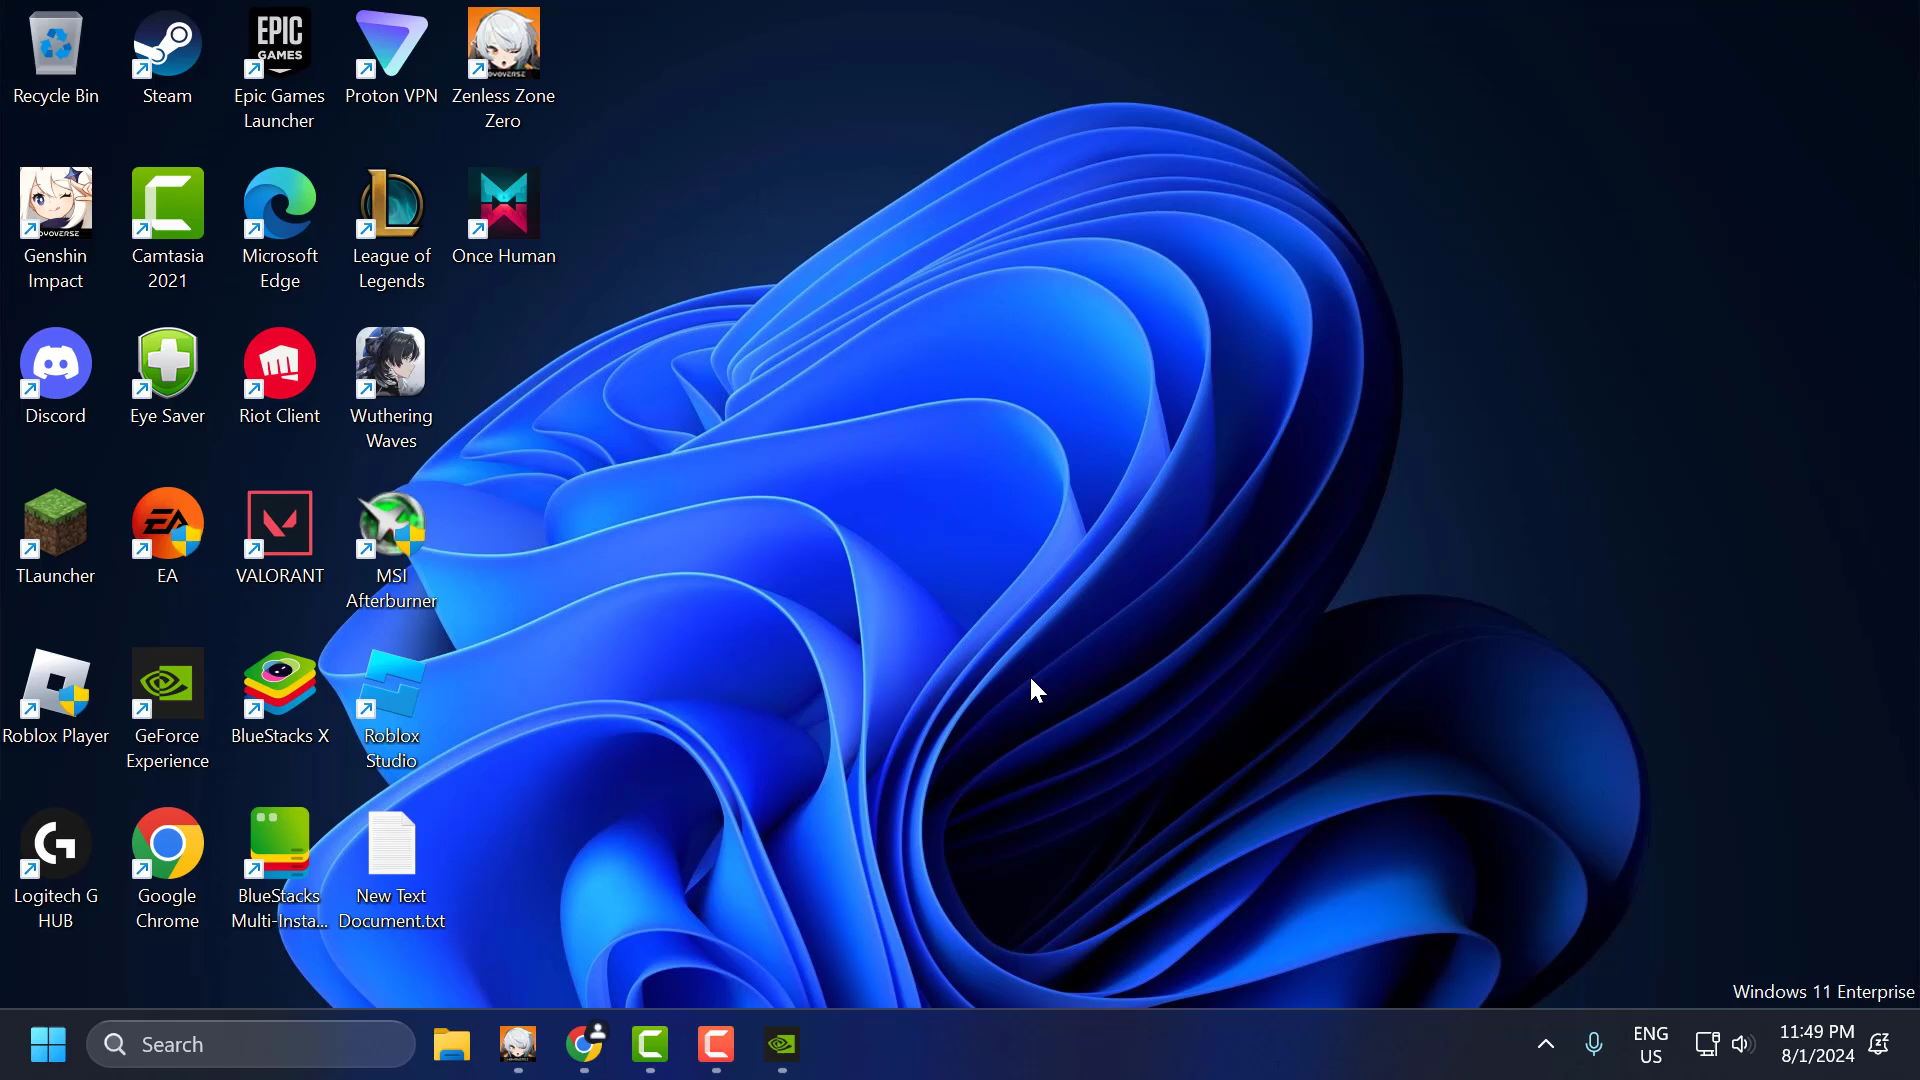 Recycle Bin
Steam
EPIC
GAMES
Epic Games
Launcher
Proton VPN
Zenless Zone
Zero
Genshin
Impact
Camtasia
2021
Microsoft
Edge
League of
Legends
Once Human
Discord
Eye Saver
Riot Client
Wuthering
Waves
TLauncher
EA
EA
VALORANT
MSI
Afterburner
Roblox Player
GeForce
Experience
BlueStacks X
Roblox
Studio
Logitech G
HUB
Google
Chrome
BlueStacks
Multi-Insta...
New Text
Document.txt
Windows 11 Enterprise
Search
ENG
US
11:49 PM
8/1/2024